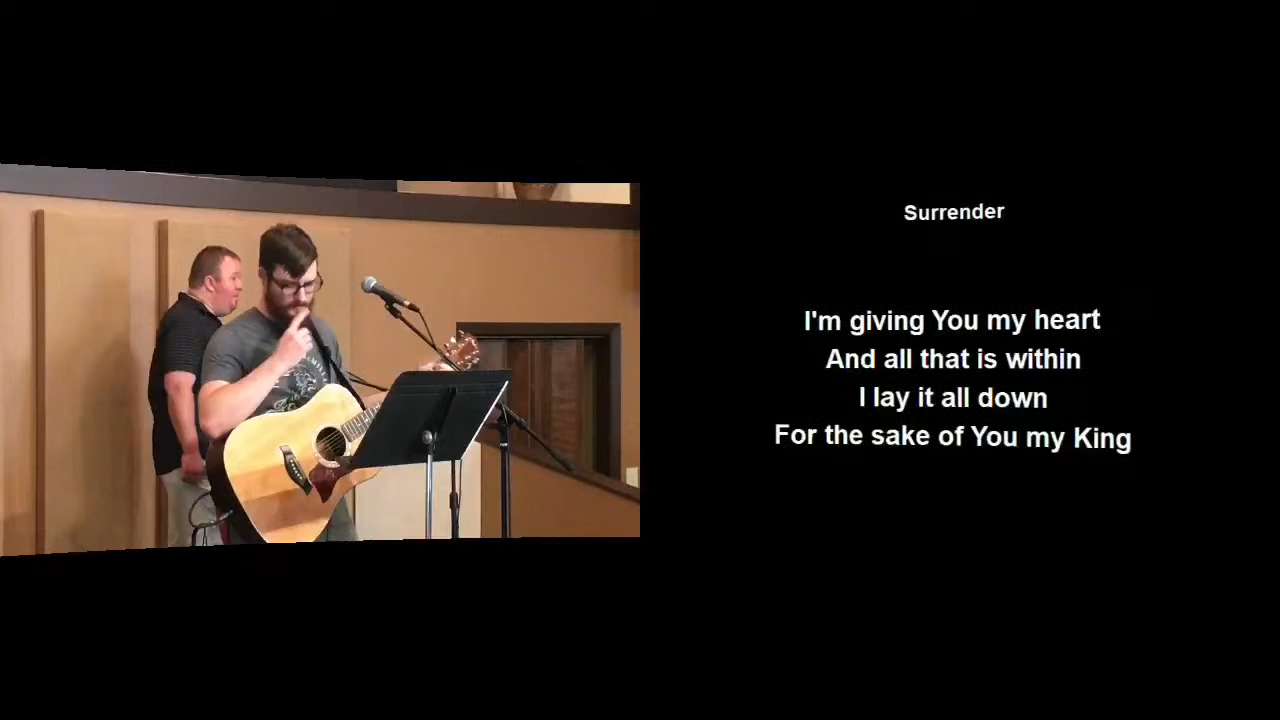 Surrender
I'm giving You my heart
And all that is within
I lay it all down
For the sake of You my King